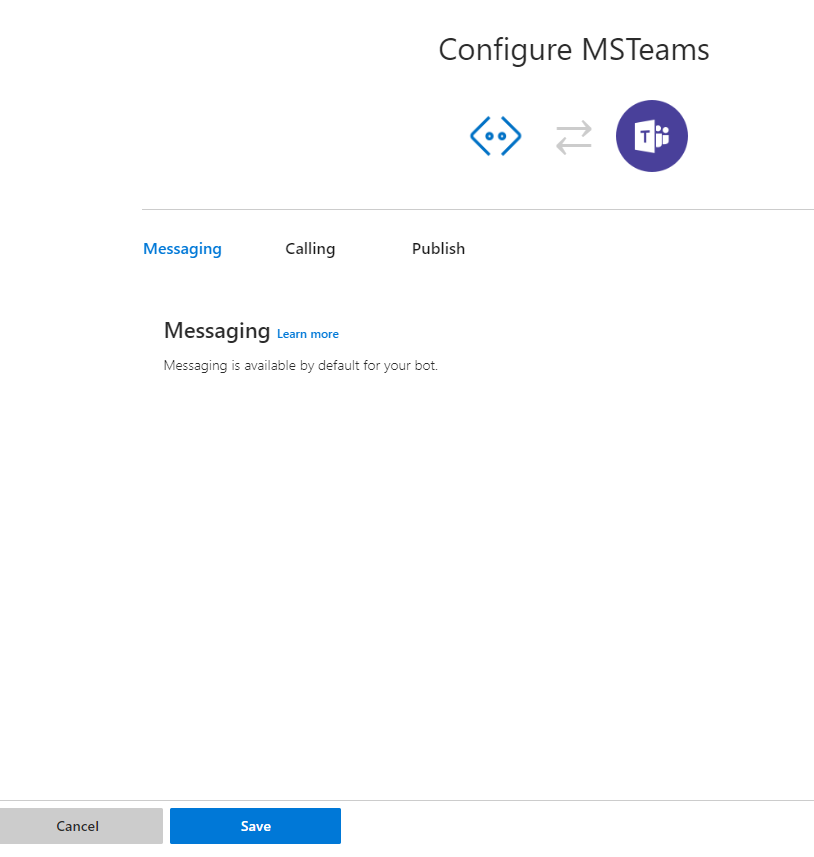 Configure MSTeams
T
Messaging Calling Publish
Messaging Learn more
Messaging is available by default for your bot.
Cancel Save